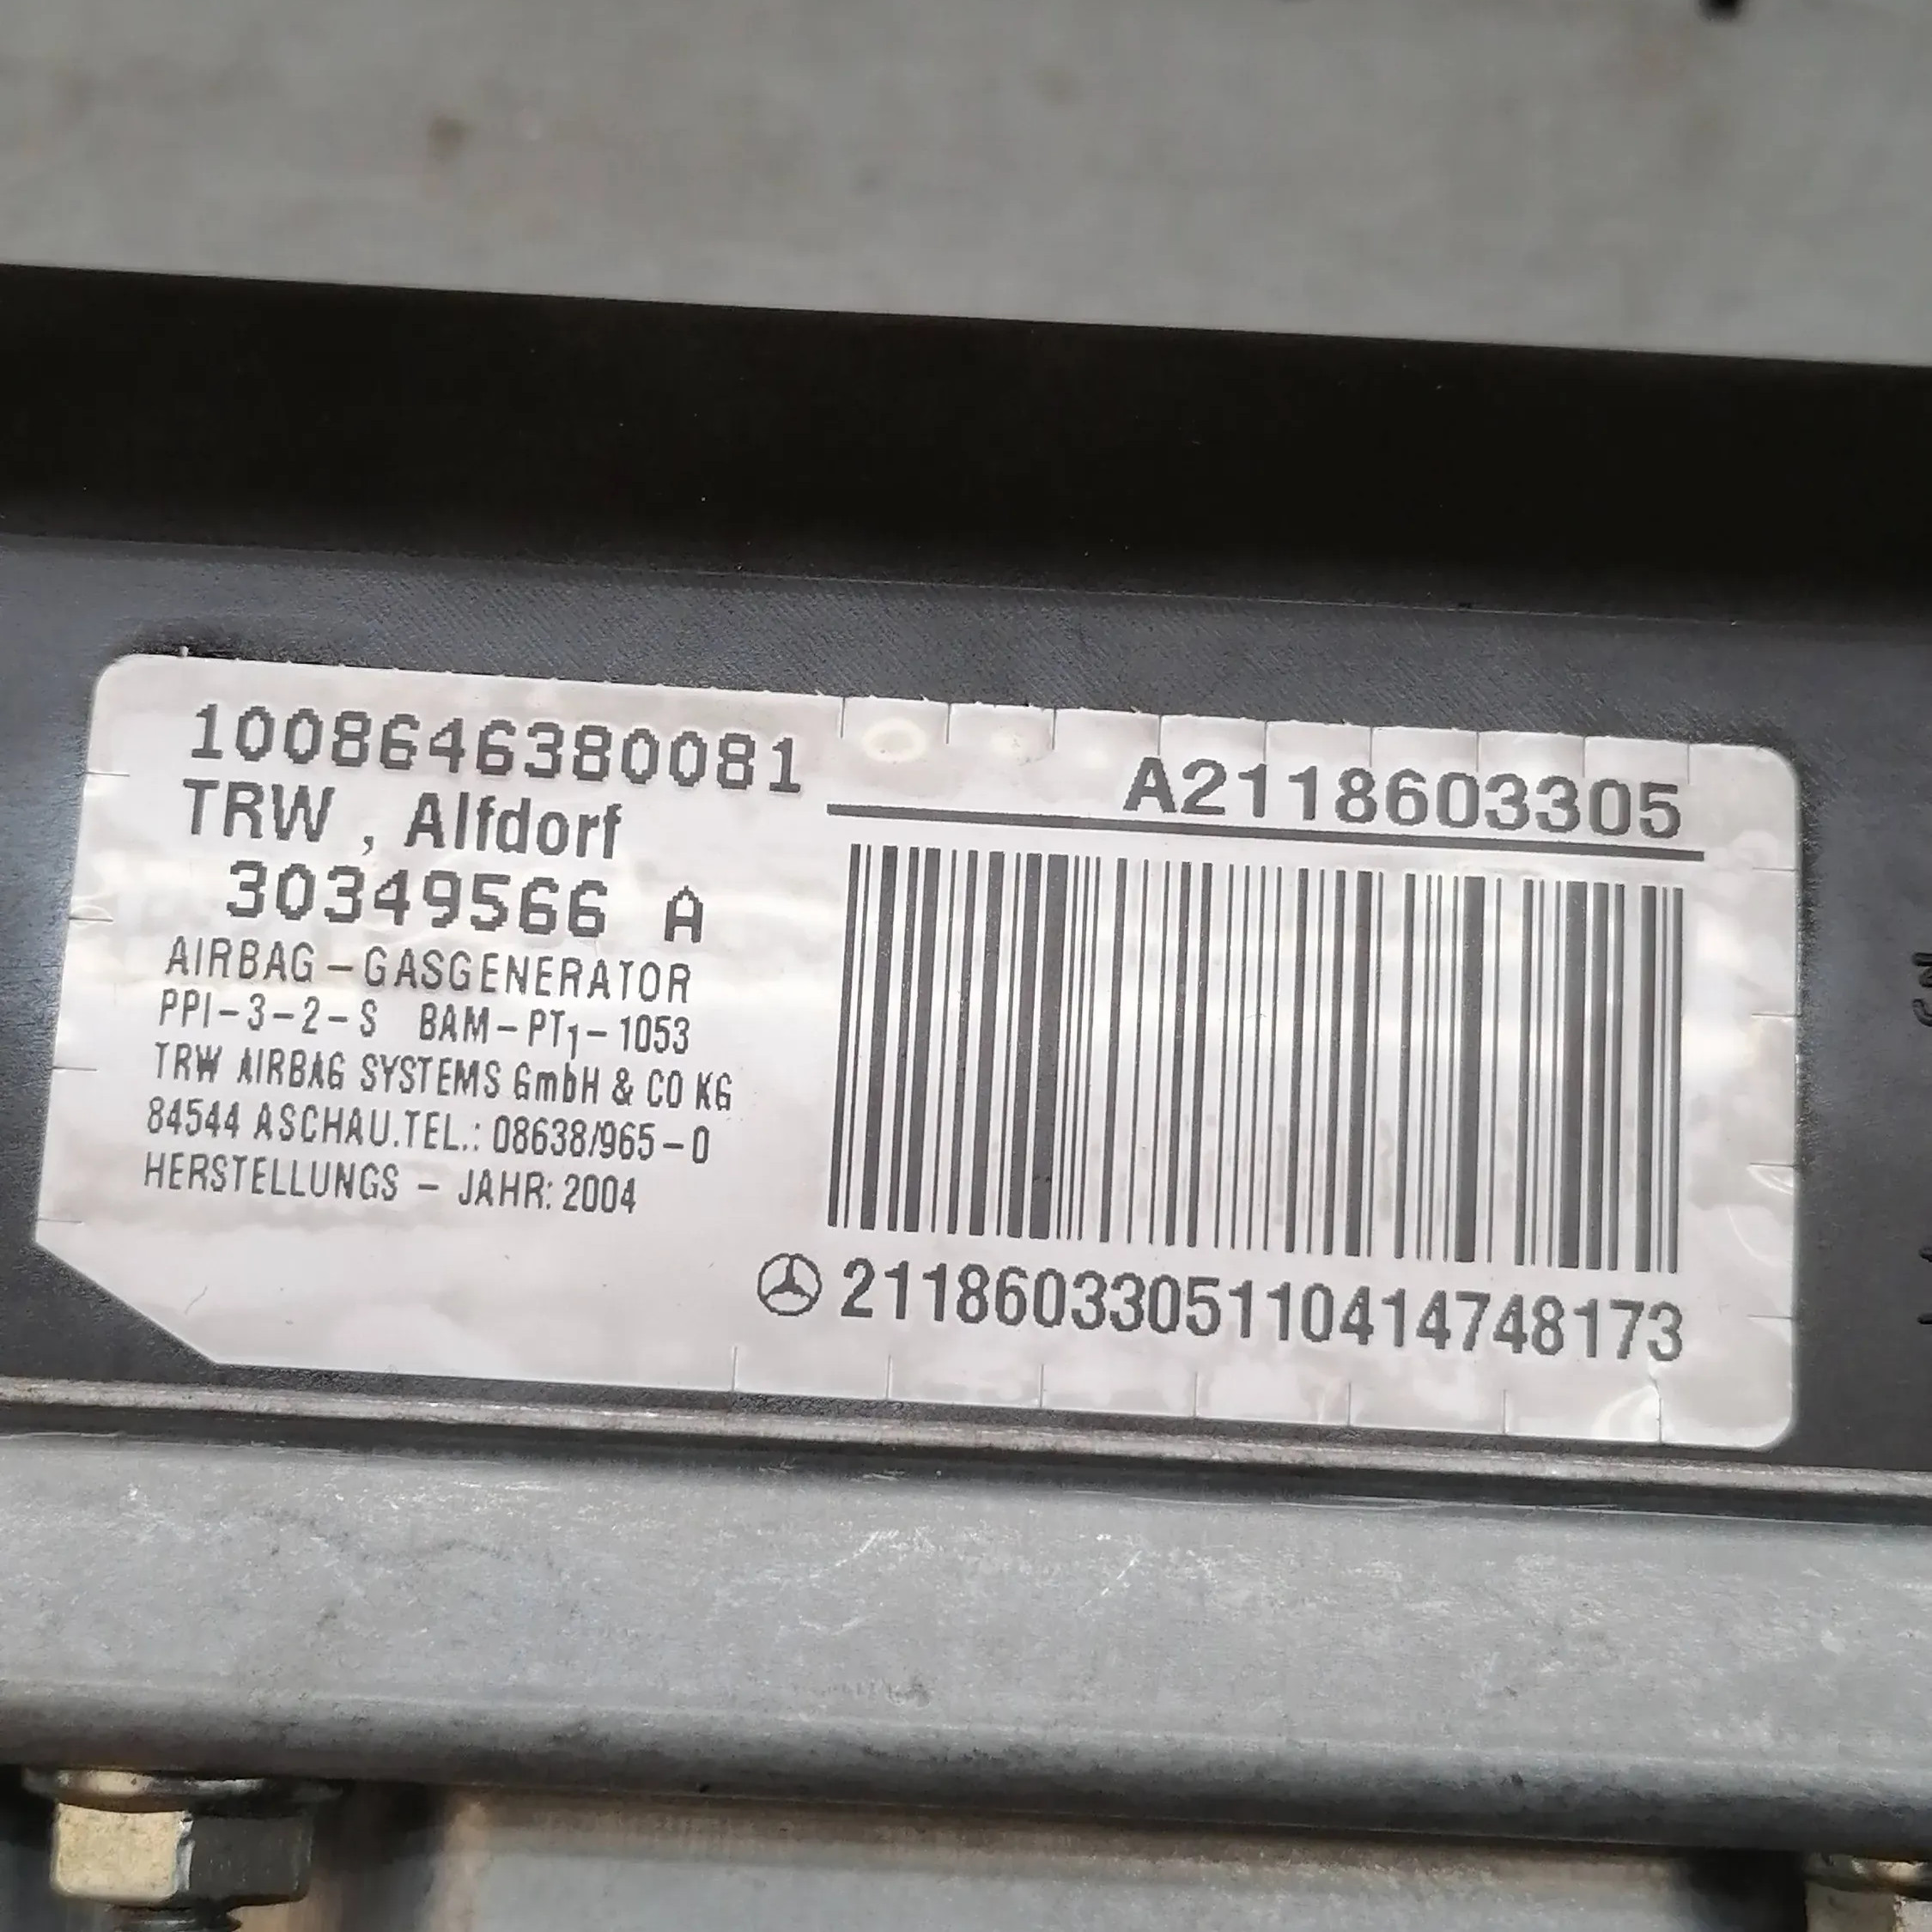 1008646380081
TRW , Alfdorf
30349566 A
AIRBAG-GASGENERATOR
PPI-3-2-S BAM-PT1-1053
TRW AIRBAG SYSTEMS GmbH & CO KG
84544 ASCHAU.TEL.: 08638/965-0
HERSTELLUNGS - JAHR: 2004
A2118603305
2118603305110414748173